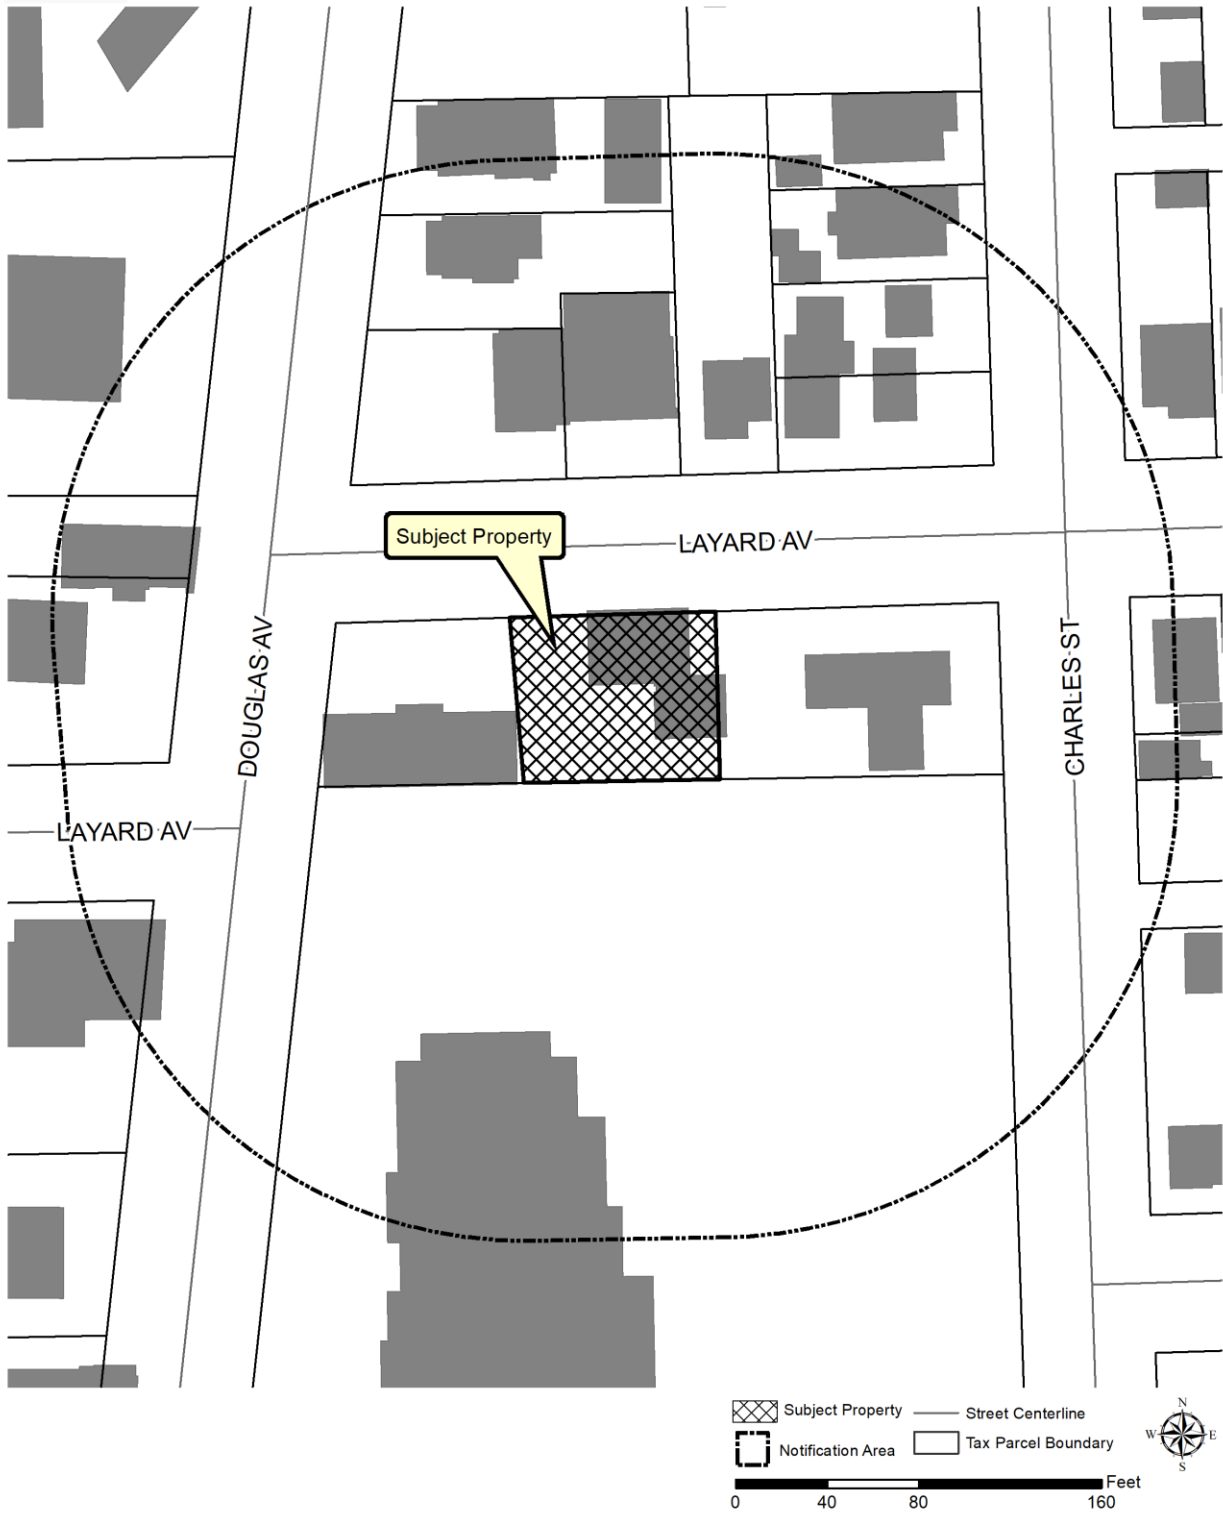 Subject Property
LAYARD AV
DOUGLAS AV
CHARLES ST
LAYARD AV
Subject Property
Street Centerline
Notification Area
Tax Parcel Boundary
N
W E
S
Feet
0 40 80 160